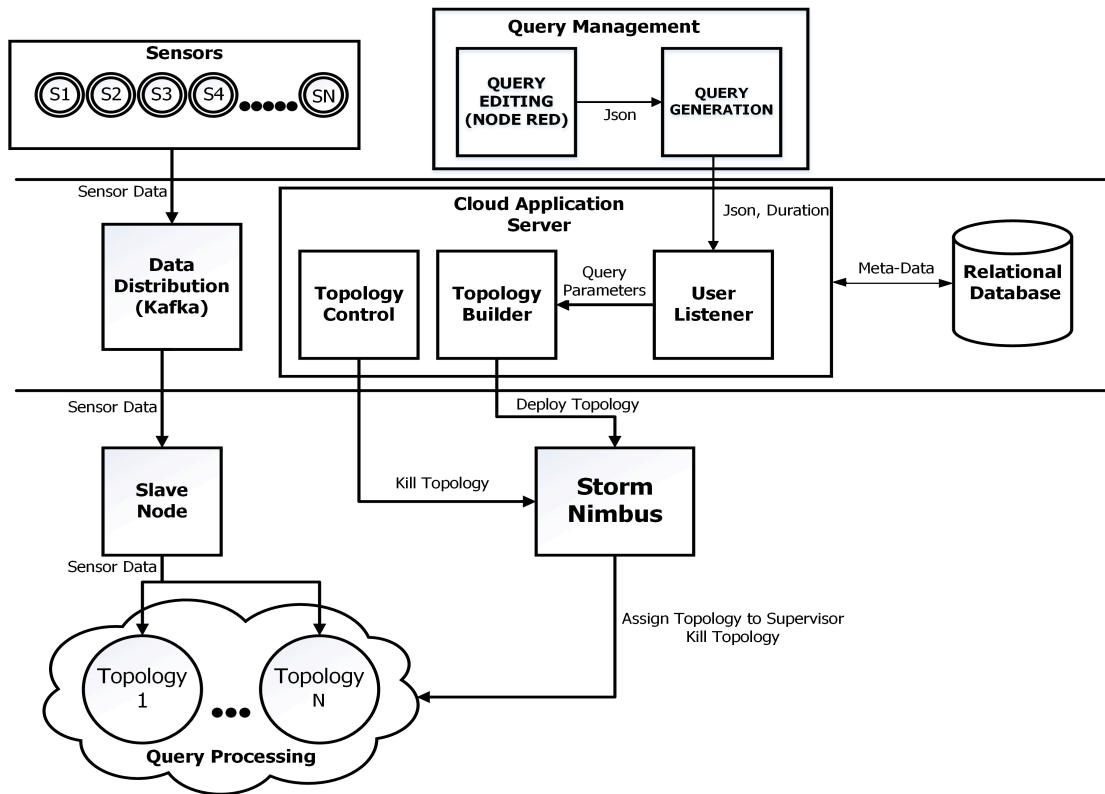 Sensors
S1 S2 S3 S4 SN
Query Management
QUERY
EDITING
(NODE RED)
Json
QUERY
GENERATION
Sensor Data
Json, Duration
Cloud Application
Server
Data
Distribution
(Kafka)
Topology
Control
Topology
Builder
Query
Parameters
User
Listener
Meta-Data
Relational
Database
Sensor Data
Deploy Topology
Slave
Node
Kill Topology
Storm
Nimbus
Sensor Data
Assign Topology to Supervisor
Kill Topology
Topology
1
Topology
N
Query Processing